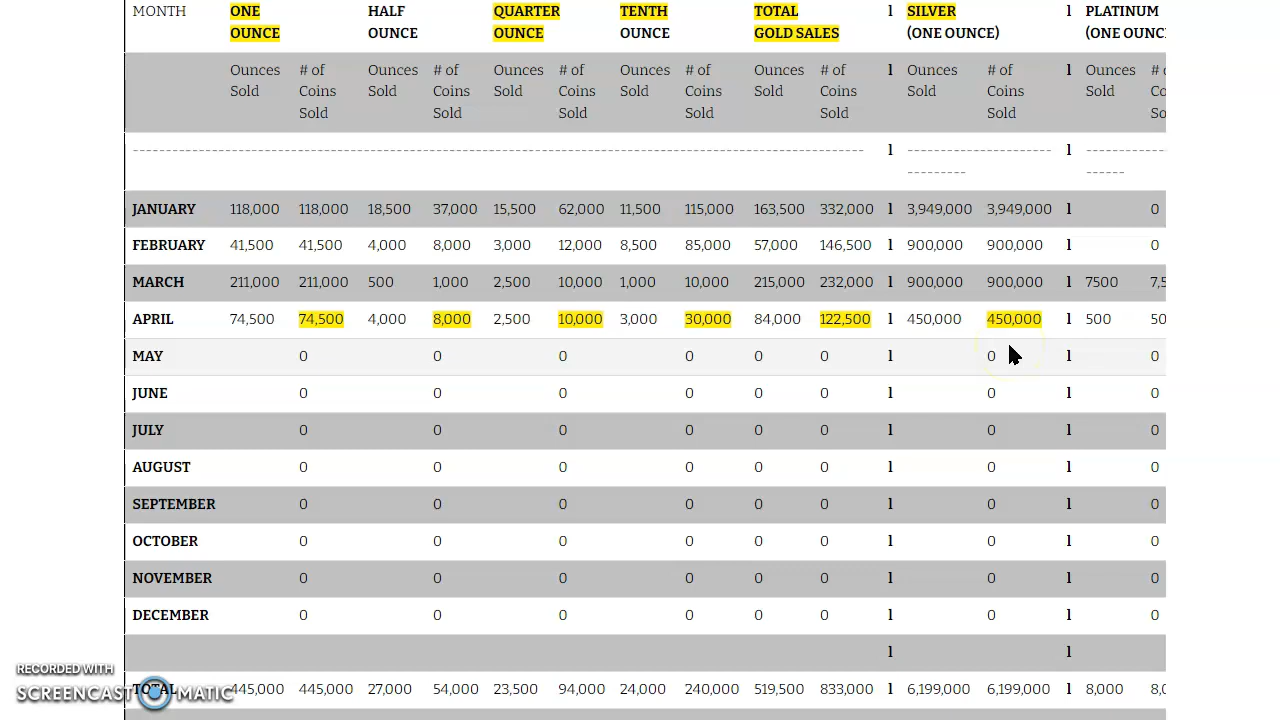 MONTH ONE OUNCE HALF OUNCE QUARTER OUNCE TENTH OUNCE TOTAL GOLD SALES l SILVER (ONE OUNCE) l PLATINUM
Ounces Sold # of Coins Sold Ounces Sold # of Coins Sold Ounces Sold # of Coins Sold Ounces Sold # of Coins Sold Ounces Sold # of Coins Sold l Ounces Sold # of Coins Sold l Ounces Sold
l l
JANUARY 118,000 118,000 18,500 37,000 15,500 62,000 11,500 115,000 163,500 332,000 l 3,949,000 3,949,000 l 0
FEBRUARY 41,500 41,500 4,000 8,000 3,000 12,000 8,500 85,000 57,000 146,500 l 900,000 900,000 l 0
MARCH 211,000 211,000 500 1,000 2,500 10,000 1,000 10,000 215,000 232,000 l 900,000 900,000 l 7500
APRIL 74,500 74,500 4,000 8,000 2,500 10,000 3,000 30,000 84,000 122,500 l 450,000 450,000 l 500
MAY 0 0 0 0 0 0 l 0 l 0
JUNE 0 0 0 0 0 0 l 0 l 0
JULY 0 0 0 0 0 0 l 0 l 0
AUGUST 0 0 0 0 0 0 l 0 l 0
SEPTEMBER 0 0 0 0 0 0 l 0 l 0
OCTOBER 0 0 0 0 0 0 l 0 l 0
NOVEMBER 0 0 0 0 0 0 l 0 l 0
DECEMBER 0 0 0 0 0 0 l 0 l 0
l l
TOTAL 445,000 445,000 27,000 54,000 23,500 94,000 24,000 240,000 519,500 833,000 l 6,199,000 6,199,000 l 8,000
RECORDED WITH
SCREENCAST MATIC